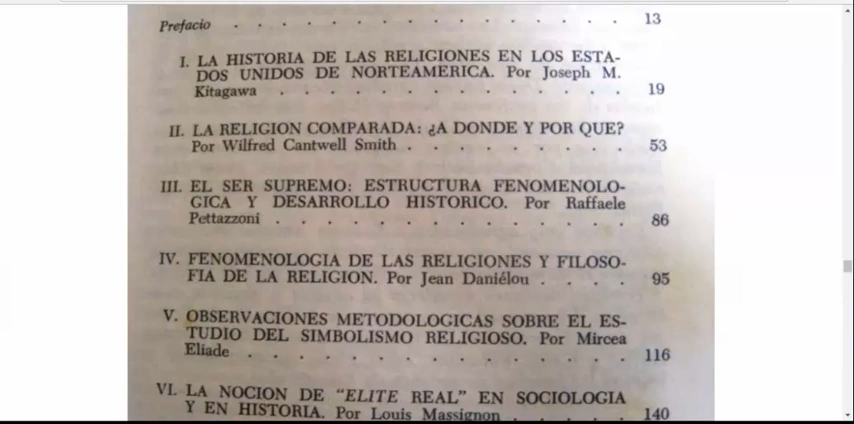 Prefacio . . . . . . . . . . . . . . . . 13
I. LA HISTORIA DE LAS RELIGIONES EN LOS ESTA-
DOS UNIDOS DE NORTEAMERICA. Por Joseph M.
Kitagawa . . . . . . . . . . . . . 19
II. LA RELIGION COMPARADA: ¿A DONDE Y POR QUE?
Por Wilfred Cantwell Smith . . . . . . . . 53
III. EL SER SUPREMO: ESTRUCTURA FENOMENOLO-
GICA Y DESARROLLO HISTORICO. Por Raffaele
Pettazzoni . . . . . . . . . . . . . 86
IV. FENOMENOLOGIA DE LAS RELIGIONES Y FILOSO-
FIA DE LA RELIGION. Por Jean Daniélou . . . . 95
V. OBSERVACIONES METODOLOGICAS SOBRE EL ES-
TUDIO DEL SIMBOLISMO RELIGIOSO. Por Mircea
Eliade . . . . . . . . . . . . . . . 116
VI. LA NOCION DE “ELITE REAL” EN SOCIOLOGIA
Y EN HISTORIA. Por Louis Massignon . . . . . 140